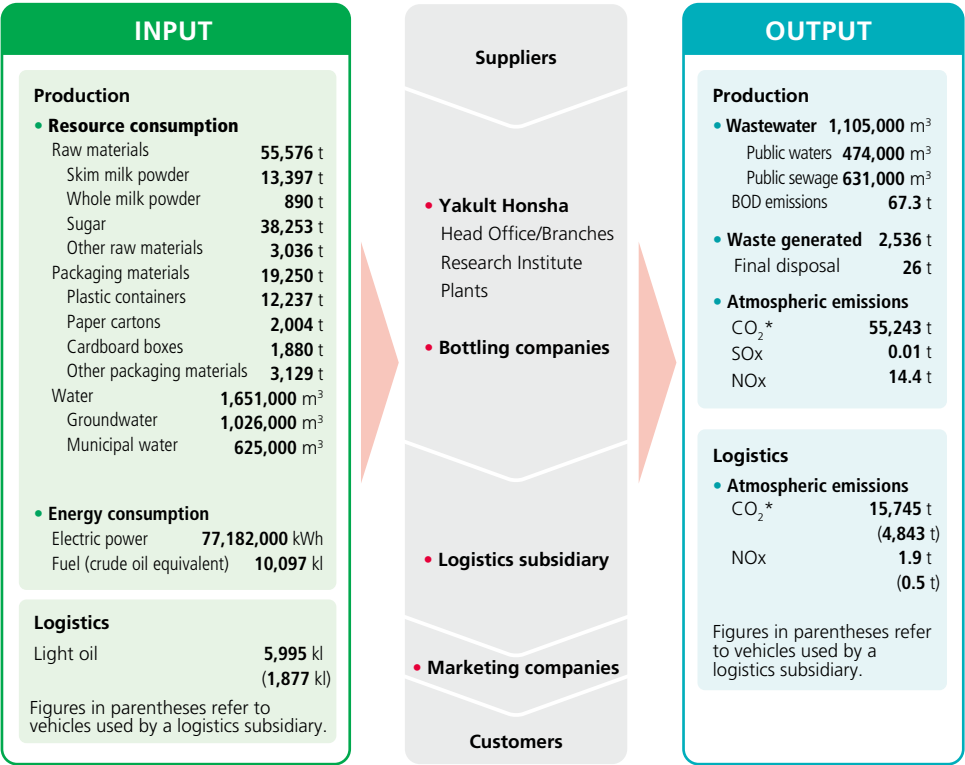 INPUT
Production
• Resource consumption
Raw materials 55,576 t
Skim milk powder 13,397 t
Whole milk powder 890 t
Sugar 38,253 t
Other raw materials 3,036 t
Packaging materials 19,250 t
Plastic containers 12,237 t
Paper cartons 2,004 t
Cardboard boxes 1,880 t
Other packaging materials 3,129 t
Water 1,651,000 m³
Groundwater 1,026,000 m³
Municipal water 625,000 m³
• Energy consumption
Electric power 77,182,000 kWh
Fuel (crude oil equivalent) 10,097 kl
Logistics
Light oil 5,995 kl
(1,877 kl)
Figures in parentheses refer to
vehicles used by a logistics subsidiary.
Suppliers
• Yakult Honsha
Head Office/Branches
Research Institute
Plants
• Bottling companies
• Logistics subsidiary
• Marketing companies
Customers
OUTPUT
Production
• Wastewater 1,105,000 m³
Public waters 474,000 m³
Public sewage 631,000 m³
BOD emissions 67.3 t
• Waste generated 2,536 t
Final disposal 26 t
• Atmospheric emissions
CO₂* 55,243 t
SOx 0.01 t
NOx 14.4 t
Logistics
• Atmospheric emissions
CO₂* 15,745 t
(4,843 t)
NOx 1.9 t
(0.5 t)
Figures in parentheses refer
to vehicles used by a
logistics subsidiary.